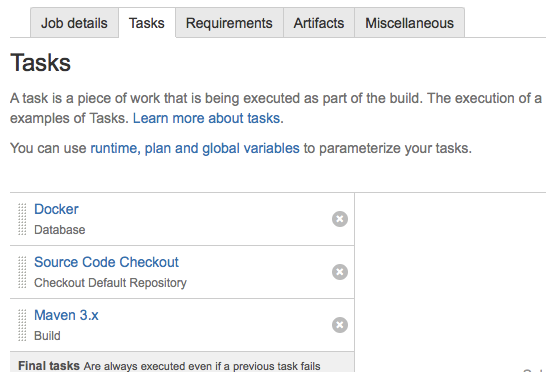 Job details Tasks Requirements Artifacts Miscellaneous
Tasks
A task is a piece of work that is being executed as part of the build. The execution of a
examples of Tasks. Learn more about tasks.
You can use runtime, plan and global variables to parameterize your tasks.
Docker
Database
Source Code Checkout
Checkout Default Repository
Maven 3.x
Build
Final tasks Are always executed even if a previous task fails